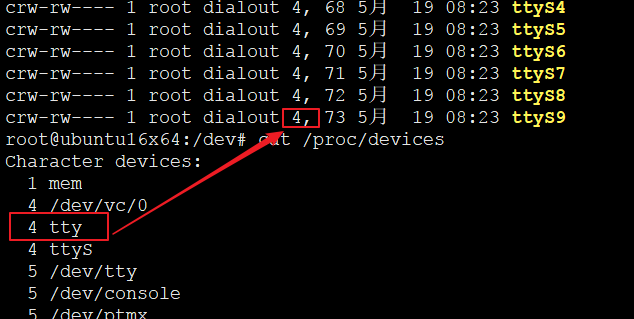 crw-rw---- 1 root dialout 4, 68 5月  19 08:23 ttyS4
crw-rw---- 1 root dialout 4, 69 5月  19 08:23 ttyS5
crw-rw---- 1 root dialout 4, 70 5月  19 08:23 ttyS6
crw-rw---- 1 root dialout 4, 71 5月  19 08:23 ttyS7
crw-rw---- 1 root dialout 4, 72 5月  19 08:23 ttyS8
crw-rw---- 1 root dialout 4, 73 5月  19 08:23 ttyS9
root@ubuntu16x64:/dev# cat /proc/devices
Character devices:
  1 mem
  4 /dev/vc/0
  4 tty
  4 ttyS
  5 /dev/tty
  5 /dev/console
  5 /dev/ptmx